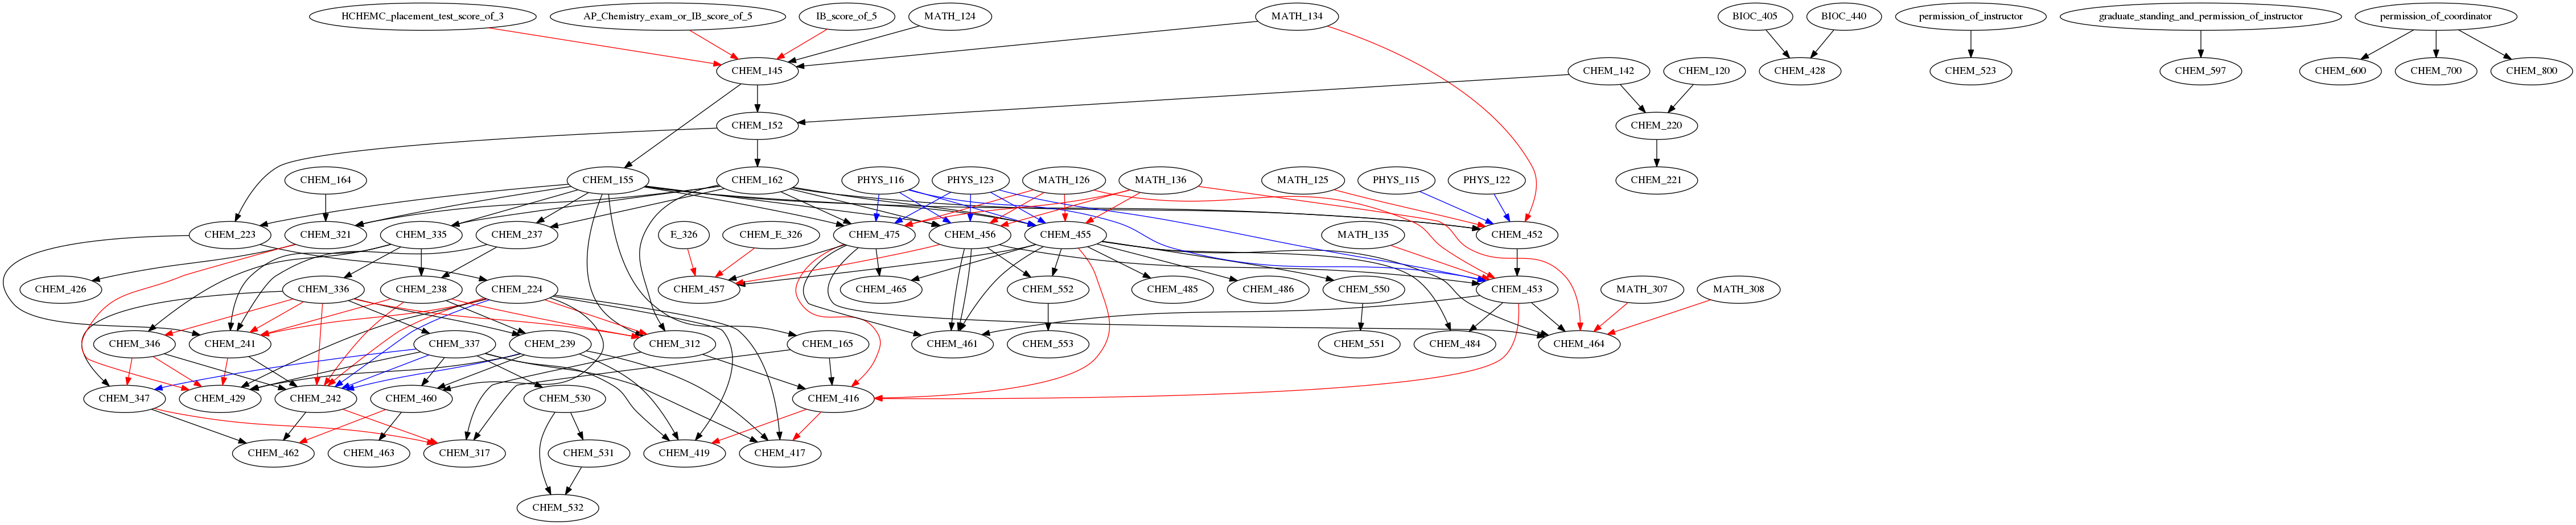 HCHEMC_placement_test_score_of_3
AP_Chemistry_exam_or_IB_score_of_5
IB_score_of_5
MATH_124
MATH_134
BIOC_405
BIOC_440
permission_of_instructor
graduate_standing_and_permission_of_instructor
permission_of_coordinator
CHEM_145
CHEM_142
CHEM_120
CHEM_428
CHEM_523
CHEM_597
CHEM_600
CHEM_700
CHEM_800
CHEM_152
CHEM_220
CHEM_164
CHEM_155
CHEM_162
PHYS_116
PHYS_123
MATH_126
MATH_136
MATH_125
PHYS_115
PHYS_122
CHEM_221
CHEM_223
CHEM_321
CHEM_335
CHEM_237
E_326
CHEM_E_326
CHEM_475
CHEM_456
CHEM_455
MATH_135
CHEM_452
CHEM_426
CHEM_336
CHEM_238
CHEM_224
CHEM_457
CHEM_465
CHEM_552
CHEM_485
CHEM_486
CHEM_550
CHEM_453
MATH_307
MATH_308
CHEM_346
CHEM_241
CHEM_337
CHEM_239
CHEM_312
CHEM_165
CHEM_461
CHEM_553
CHEM_551
CHEM_484
CHEM_464
CHEM_347
CHEM_429
CHEM_242
CHEM_460
CHEM_530
CHEM_416
CHEM_462
CHEM_463
CHEM_317
CHEM_531
CHEM_419
CHEM_417
CHEM_532